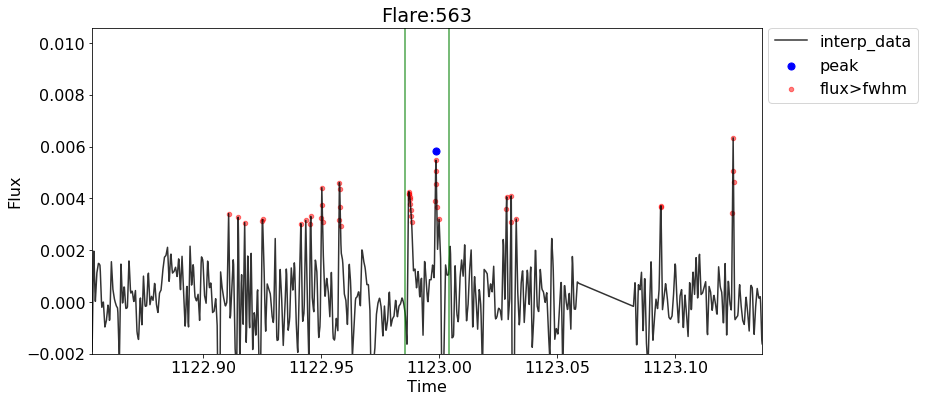 Flare:563
interp_data
peak
flux>fwhm
0.010
0.008
0.006
0.004
0.002
0.000
−0.002
Flux
1122.90 1122.95 1123.00 1123.05 1123.10
Time